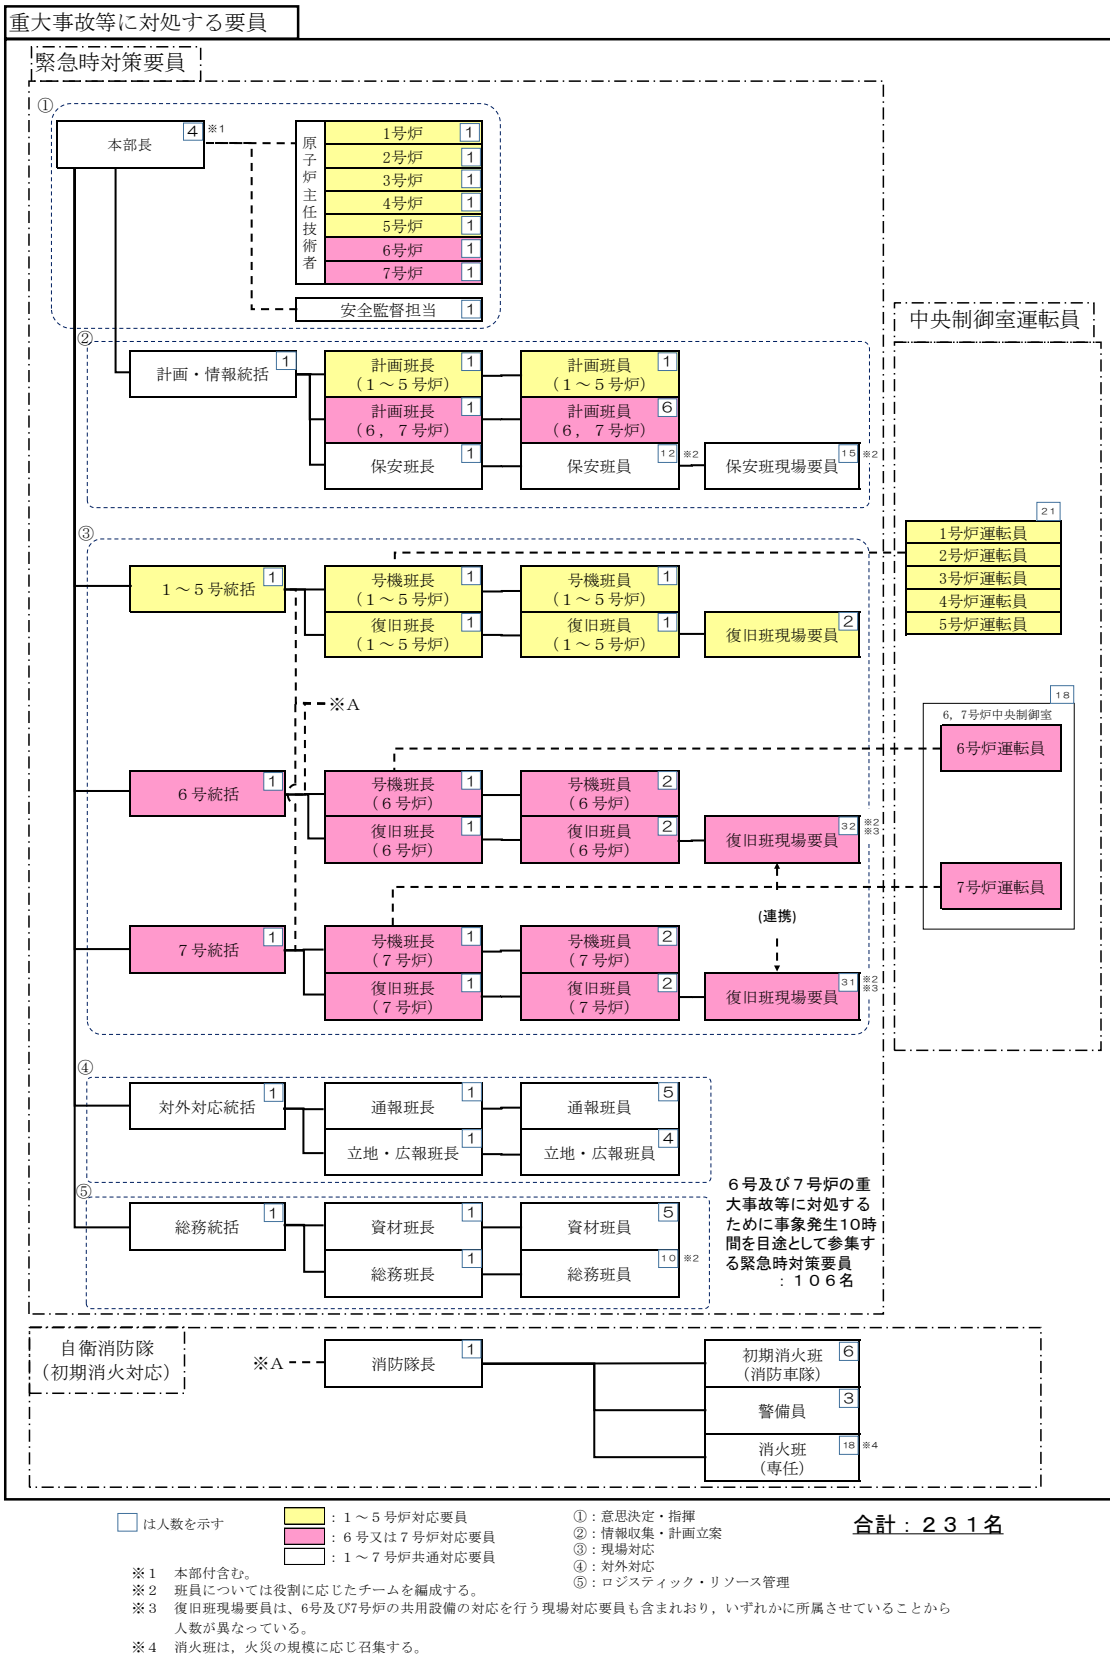 重大事故等に対処する要員
緊急時対策要員
①
本部長
4
※1
原子炉主任技術者
1号炉
1
2号炉
1
3号炉
1
4号炉
1
5号炉
1
6号炉
1
7号炉
1
安全監督担当
1
中央制御室運転員
②
計画・情報統括
1
計画班長
(1～5号炉)
1
計画班員
(1～5号炉)
1
計画班長
(6, 7号炉)
1
計画班員
(6, 7号炉)
6
保安班長
1
保安班員
12
※2
保安班現場要員
15
※2
③
21
1号炉運転員
2号炉運転員
3号炉運転員
4号炉運転員
5号炉運転員
1～5号統括
1
号機班長
(1～5号炉)
1
号機班員
(1～5号炉)
1
復旧班長
(1～5号炉)
1
復旧班員
(1～5号炉)
1
復旧班現場要員
2
※A
18
6, 7号炉中央制御室
6号炉運転員
7号炉運転員
6号統括
1
号機班長
(6号炉)
1
号機班員
(6号炉)
2
復旧班長
(6号炉)
1
復旧班員
(6号炉)
2
復旧班現場要員
32
※2
※3
(連携)
7号統括
1
号機班長
(7号炉)
1
号機班員
(7号炉)
2
復旧班長
(7号炉)
1
復旧班員
(7号炉)
2
復旧班現場要員
31
※2
※3
④
対外対応統括
1
通報班長
1
通報班員
5
立地・広報班長
1
立地・広報班員
4
⑤
総務統括
1
資材班長
1
資材班員
5
総務班長
1
総務班員
10
※2
6号及び7号炉の重
大事故等に対処する
ために事象発生10時
間を目途として参集す
る緊急時対策要員
：106名
自衛消防隊
(初期消火対応)
※A
消防隊長
1
初期消火班
(消防車隊)
6
警備員
3
消火班
(専任)
18
※4
は人数を示す
：1～5号炉対応要員
：6号又は7号炉対応要員
：1～7号炉共通対応要員
①：意思決定・指揮
②：情報収集・計画立案
③：現場対応
④：対外対応
⑤：ロジスティック・リソース管理
合計：231名
※1 本部付含む。
※2 班員については役割に応じたチームを編成する。
※3 復旧班現場要員は、6号及び7号炉の共用設備の対応を行う現場対応要員も含まれおり，いずれかに所属させていることから
人数が異なっている。
※4 消火班は，火災の規模に応じ召集する。